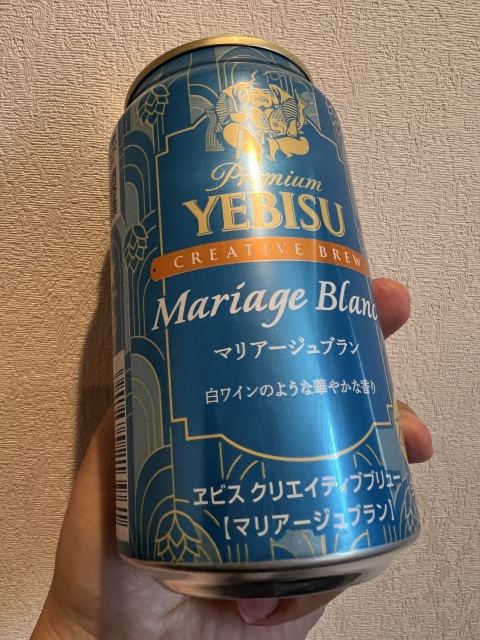 Premium
YEBISU
CREATIVE BREW
Mariage Blanc
マリアージュブラン
白ワインのような華やかな香り
ヱビス クリエイティブブリュー
【マリアージュブラン】